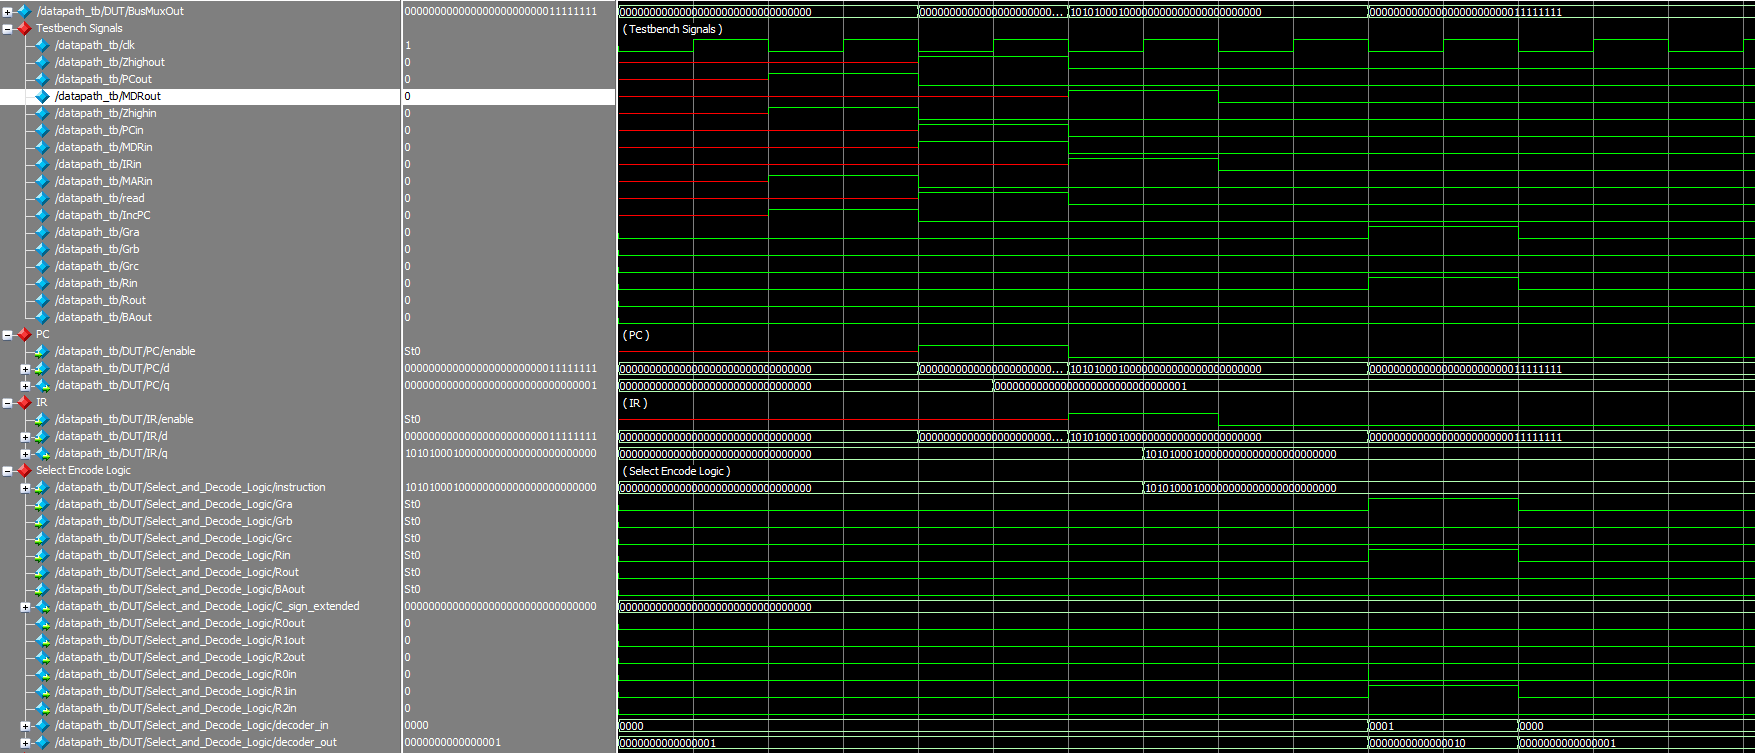 /datapath_tb/DUT/BusMuxOut 00000000000000000000000011111111 00000000000000000000000000000000 0000000000000000000000... 10101000100000000000000000000000 00000000000000000000000011111111
Testbench Signals (Testbench Signals)
/datapath_tb/clk 1
/datapath_tb/Zhighout 0
/datapath_tb/PCout 0
/datapath_tb/MDRout 0
/datapath_tb/Zhighin 0
/datapath_tb/PCin 0
/datapath_tb/MDRin 0
/datapath_tb/IRin 0
/datapath_tb/MARin 0
/datapath_tb/read 0
/datapath_tb/IncPC 0
/datapath_tb/Gra 0
/datapath_tb/Grb 0
/datapath_tb/Grc 0
/datapath_tb/Rin 0
/datapath_tb/Rout 0
/datapath_tb/BAout 0
PC (PC)
/datapath_tb/DUT/PC/enable St0
/datapath_tb/DUT/PC/d 00000000000000000000000011111111 00000000000000000000000000000000 0000000000000000000000... 10101000100000000000000000000000 00000000000000000000000011111111
/datapath_tb/DUT/PC/q 00000000000000000000000000000001 00000000000000000000000000000000 00000000000000000000000000000001
IR (IR)
/datapath_tb/DUT/IR/enable St0
/datapath_tb/DUT/IR/d 00000000000000000000000011111111 00000000000000000000000000000000 0000000000000000000000... 10101000100000000000000000000000 00000000000000000000000011111111
/datapath_tb/DUT/IR/q 10101000100000000000000000000000 00000000000000000000000000000000 10101000100000000000000000000000
Select Encode Logic (Select Encode Logic)
/datapath_tb/DUT/Select_and_Decode_Logic/instruction 10101000100000000000000000000000 00000000000000000000000000000000 10101000100000000000000000000000
/datapath_tb/DUT/Select_and_Decode_Logic/Gra St0
/datapath_tb/DUT/Select_and_Decode_Logic/Grb St0
/datapath_tb/DUT/Select_and_Decode_Logic/Grc St0
/datapath_tb/DUT/Select_and_Decode_Logic/Rin St0
/datapath_tb/DUT/Select_and_Decode_Logic/Rout St0
/datapath_tb/DUT/Select_and_Decode_Logic/BAout St0
/datapath_tb/DUT/Select_and_Decode_Logic/C_sign_extended 00000000000000000000000000000000 00000000000000000000000000000000
/datapath_tb/DUT/Select_and_Decode_Logic/R0out 0
/datapath_tb/DUT/Select_and_Decode_Logic/R1out 0
/datapath_tb/DUT/Select_and_Decode_Logic/R2out 0
/datapath_tb/DUT/Select_and_Decode_Logic/R0in 0
/datapath_tb/DUT/Select_and_Decode_Logic/R1in 0
/datapath_tb/DUT/Select_and_Decode_Logic/R2in 0
/datapath_tb/DUT/Select_and_Decode_Logic/decoder_in 0000 0000 0001 0000
/datapath_tb/DUT/Select_and_Decode_Logic/decoder_out 0000000000000001 0000000000000001 0000000000000010 0000000000000001